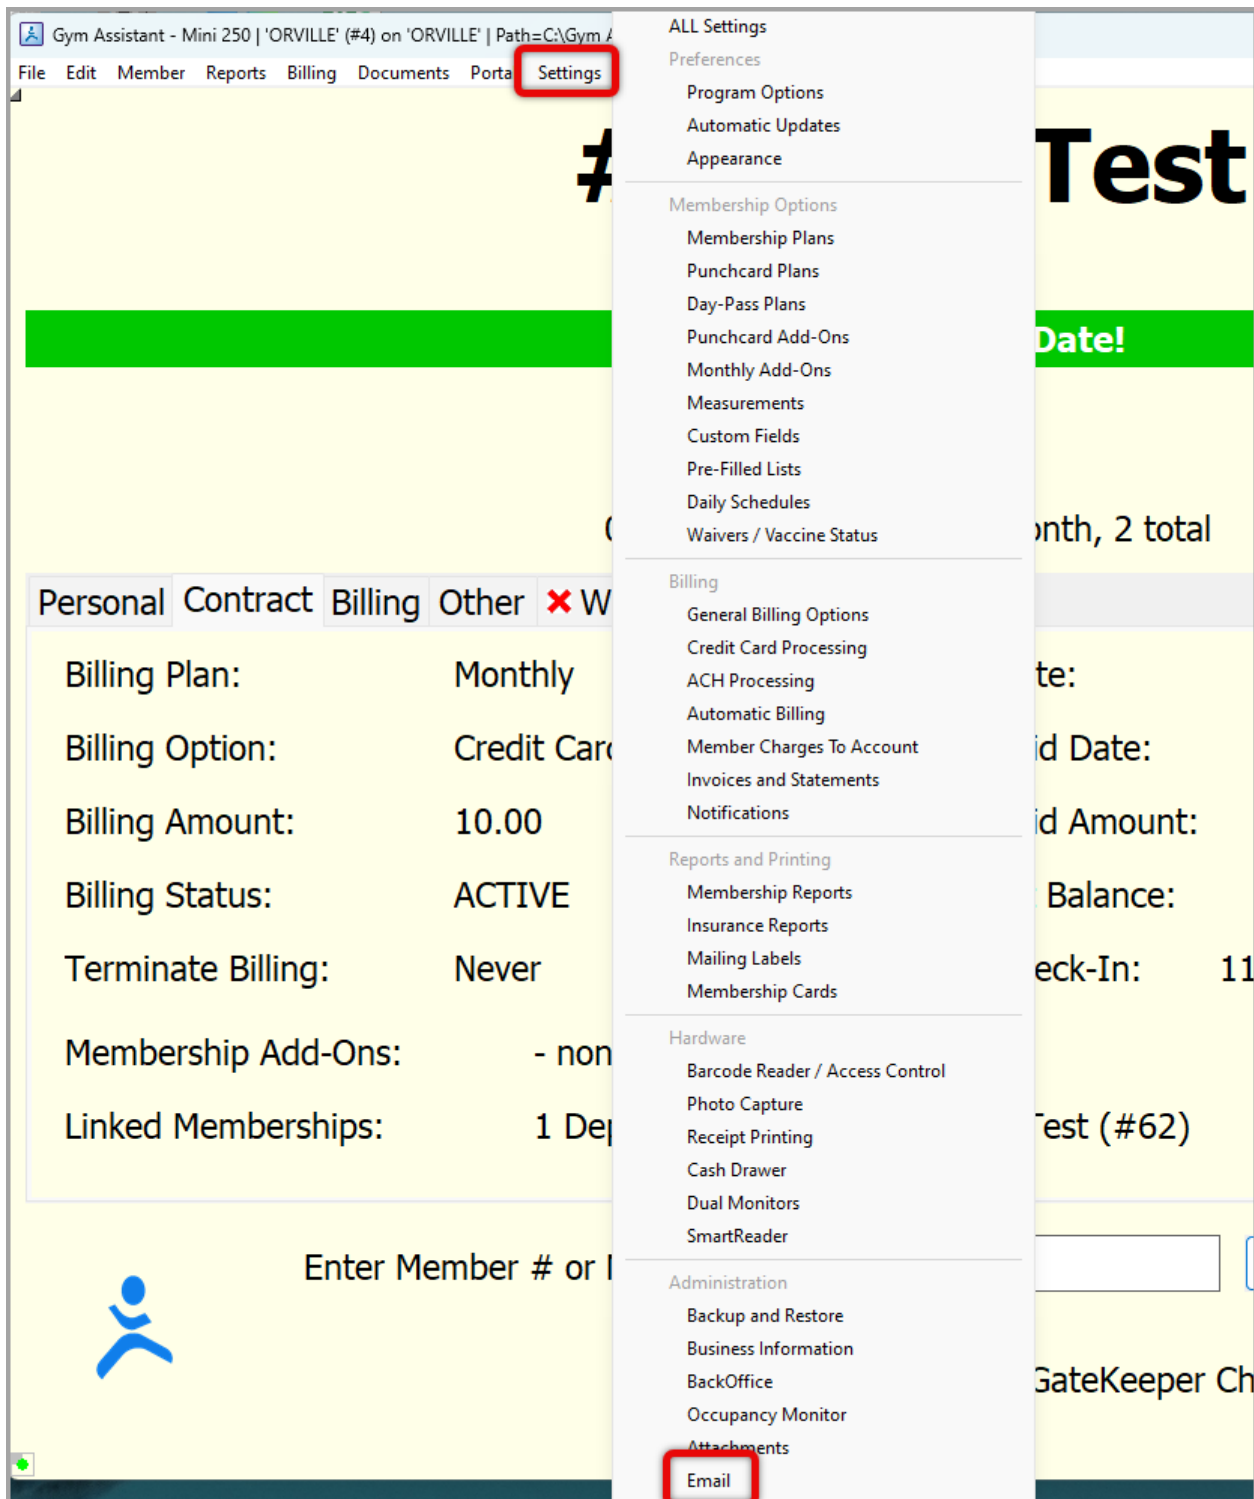 Gym Assistant - Mini 250 | 'ORVILLE' (#4) on 'ORVILLE' | Path=C:\Gym
File Edit Member Reports Billing Documents Porta Settings
ALL Settings
Preferences
Program Options
Automatic Updates
Appearance
Membership Options
Membership Plans
Punchcard Plans
Day-Pass Plans
Punchcard Add-Ons
Monthly Add-Ons
Measurements
Custom Fields
Pre-Filled Lists
Daily Schedules
Waivers / Vaccine Status
Billing
General Billing Options
Credit Card Processing
ACH Processing
Automatic Billing
Member Charges To Account
Invoices and Statements
Notifications
Reports and Printing
Membership Reports
Insurance Reports
Mailing Labels
Membership Cards
Hardware
Barcode Reader / Access Control
Photo Capture
Receipt Printing
Cash Drawer
Dual Monitors
SmartReader
Administration
Backup and Restore
Business Information
BackOffice
Occupancy Monitor
Attachments
Email
# Test
Date!
onth, 2 total
Personal Contract Billing Other ✖ W
Billing Plan: Monthly te:
Billing Option: Credit Card id Date:
Billing Amount: 10.00 id Amount:
Billing Status: ACTIVE Balance:
Terminate Billing: Never eck-In: 11
Membership Add-Ons: - non
Linked Memberships: 1 Dep Test (#62)
Enter Member # or
GateKeeper Ch